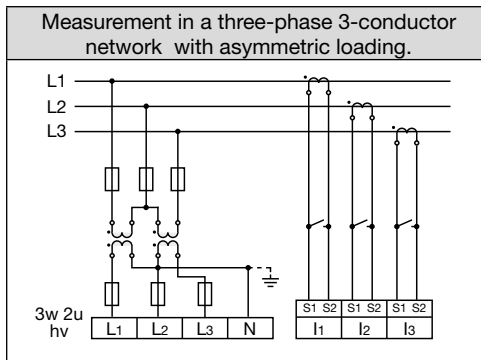 Measurement in a three-phase 3-conductor
network with asymmetric loading.
L1
L2
L3
S1 S2 S1 S2 S1 S2
3w 2u
hv
L1 L2 L3 N
I1 I2 I3